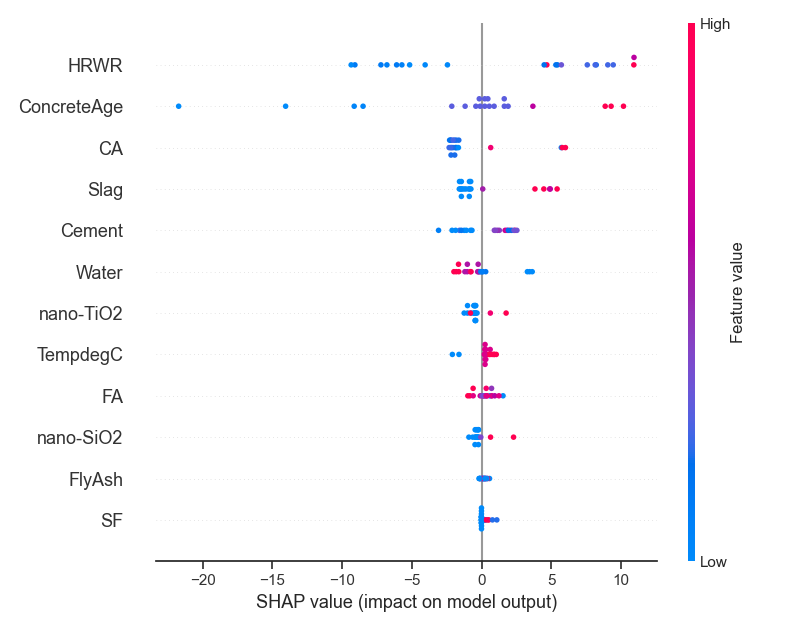 High
HRWR
ConcreteAge
CA
Slag
Cement
Water
nano-TiO2
TempdegC
FA
nano-SiO2
FlyAsh
SF
Feature value
Low
−20 −15 −10 −5 0 5 10
SHAP value (impact on model output)